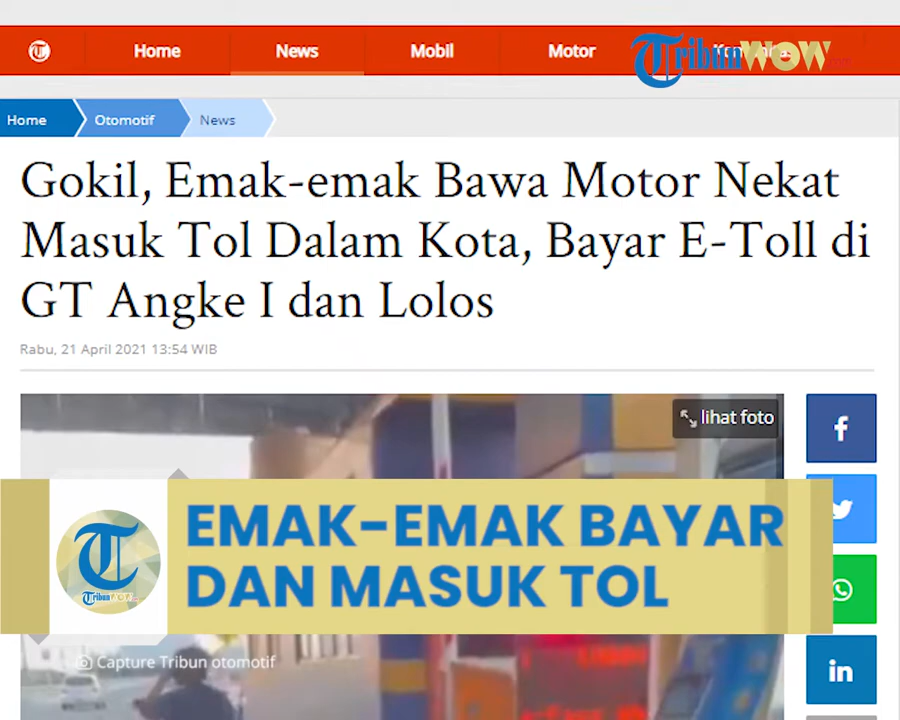 Home
News
Mobil
Motor
TribunWOW
Home
Otomotif
News
Gokil, Emak-emak Bawa Motor Nekat
Masuk Tol Dalam Kota, Bayar E-Toll di
GT Angke I dan Lolos
Rabu, 21 April 2021 13:54 WIB
lihat foto
EMAK-EMAK BAYAR
DAN MASUK TOL
TribunWOW
Capture Tribun otomotif
in